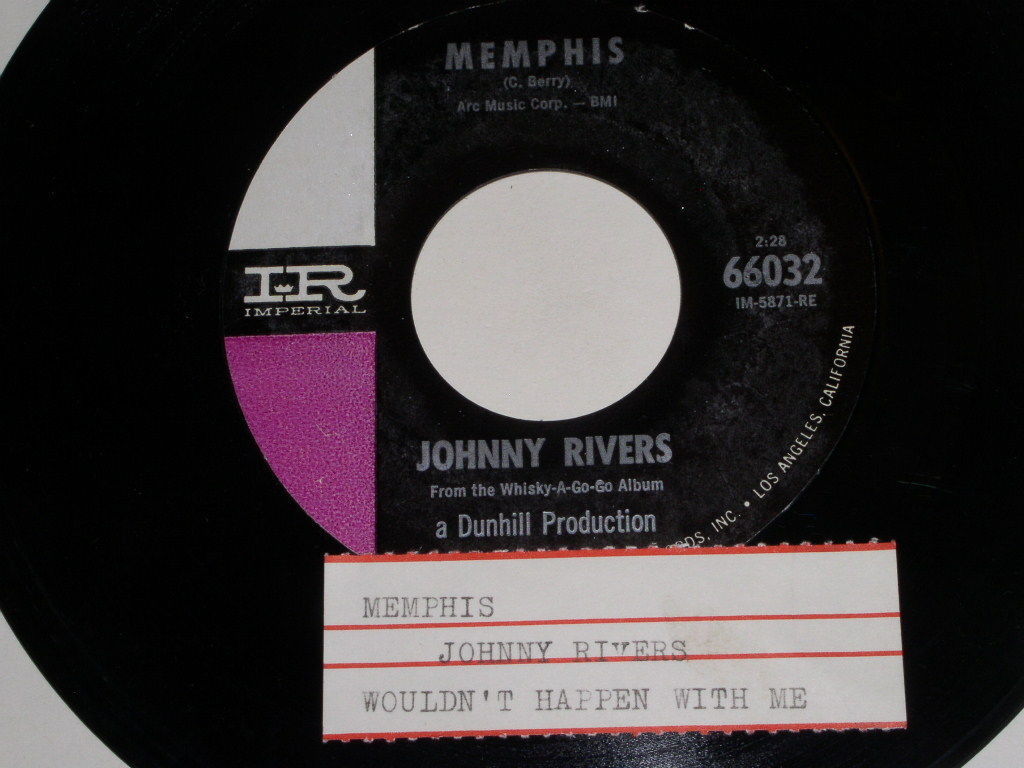 MEMPHIS
(C. Berry)
Arc Music Corp. — BMI
2:28
66032
IM-5871-RE
IR
IMPERIAL
JOHNNY RIVERS
From the Whisky-A-Go-Go Album
a Dunhill Production
INC. • LOS ANGELES, CALIFORNIA
MEMPHIS
JOHNNY RIVERS
WOULDN'T HAPPEN WITH ME